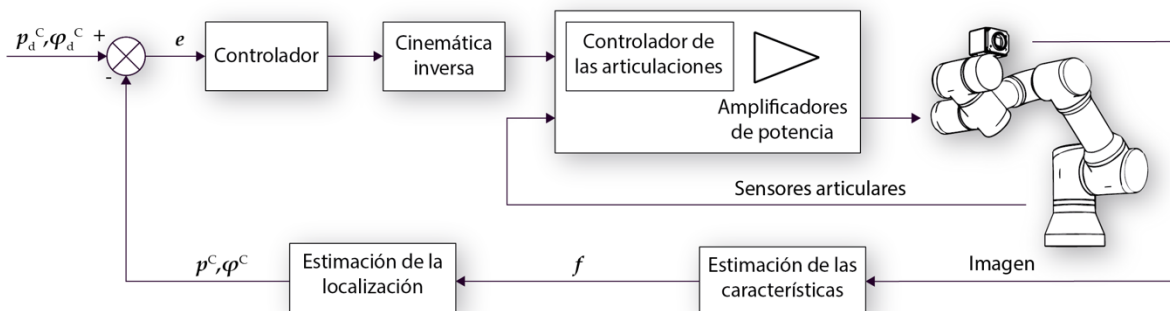 p_d^C,φ_d^C
+
-
e
Controlador
Cinemática
inversa
Controlador de
las articulaciones
Amplificadores
de potencia
Sensores articulares
p^C,φ^C
Estimación de la
localización
f
Estimación de las
características
Imagen